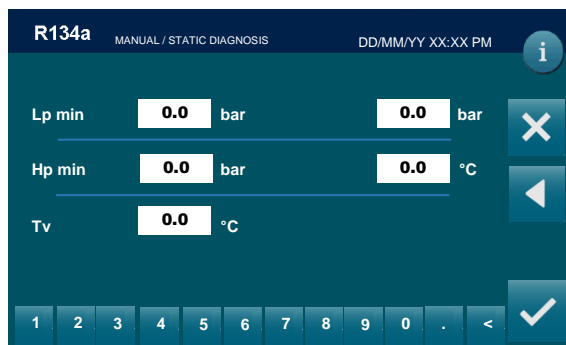 R134a MANUAL / STATIC DIAGNOSIS DD/MM/YY XX:XX PM i
Lp min 0.0 bar 0.0 bar
Hp min 0.0 bar 0.0 °C
Tv 0.0 °C
1 2 3 4 5 6 7 8 9 0 . <